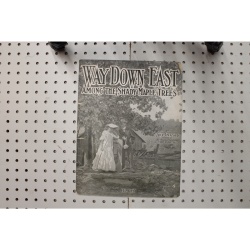 WAY DOWN EAST
AMONG THE SHADY MAPLE TREES